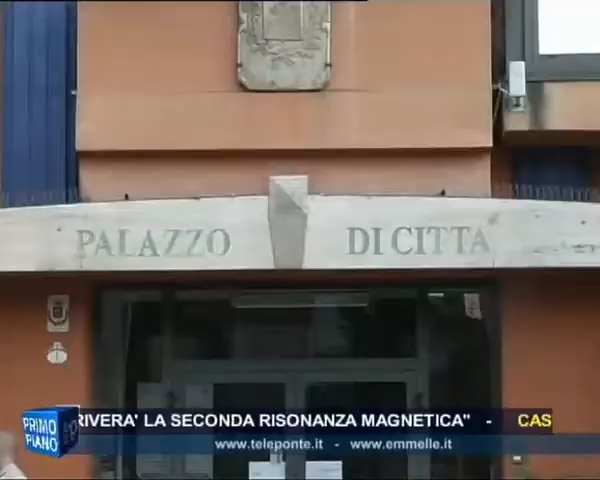 PALAZZO DI CITTA
RIVERA' LA SECONDA RISONANZA MAGNETICA" - CAS
PRIMO
PIANO
www.teleponte.it - www.emmelle.it